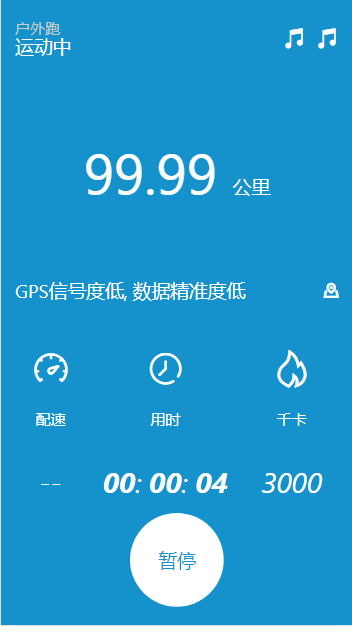 户外跑
运动中
99.99 公里
GPS信号度低, 数据精准度低
配速 用时 千卡
-- 00: 00: 04 3000
暂停